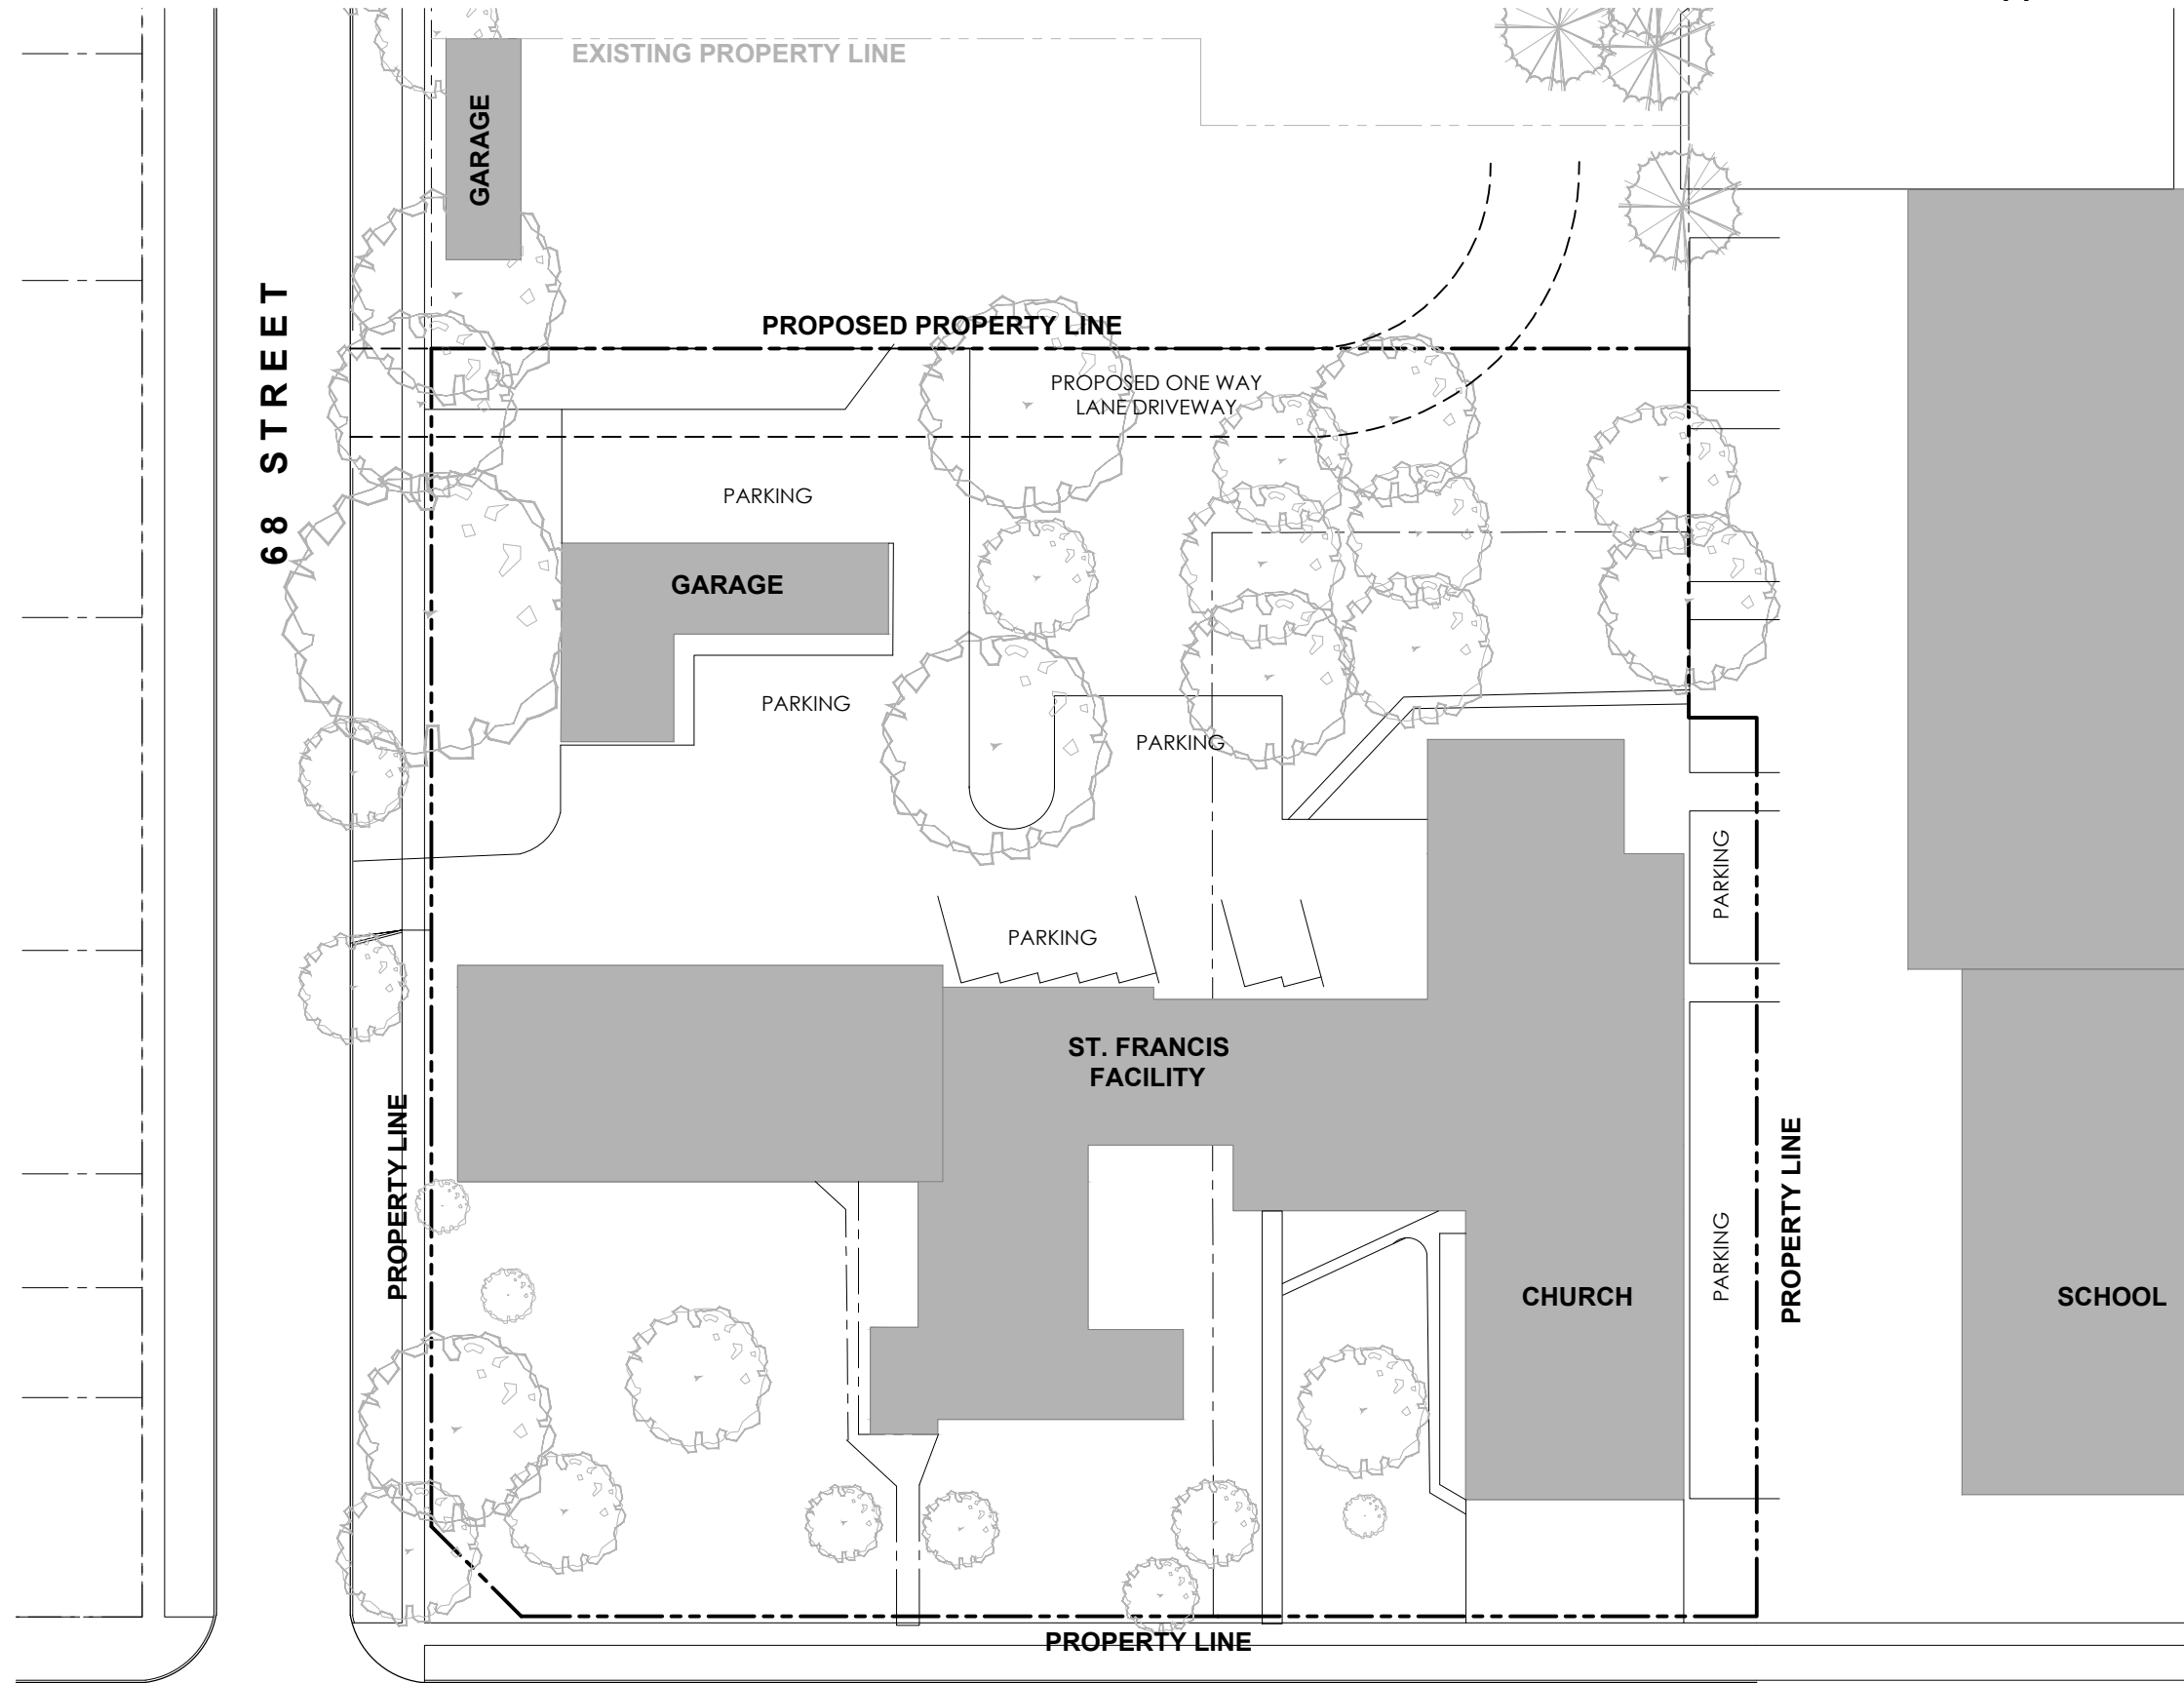 EXISTING PROPERTY LINE
GARAGE
68 STREET
PROPOSED PROPERTY LINE
PROPOSED ONE WAY
LANE DRIVEWAY
PARKING
GARAGE
PARKING
PARKING
PARKING
PARKING
ST. FRANCIS
FACILITY
PROPERTY LINE
PROPERTY LINE
PARKING
CHURCH
SCHOOL
PROPERTY LINE